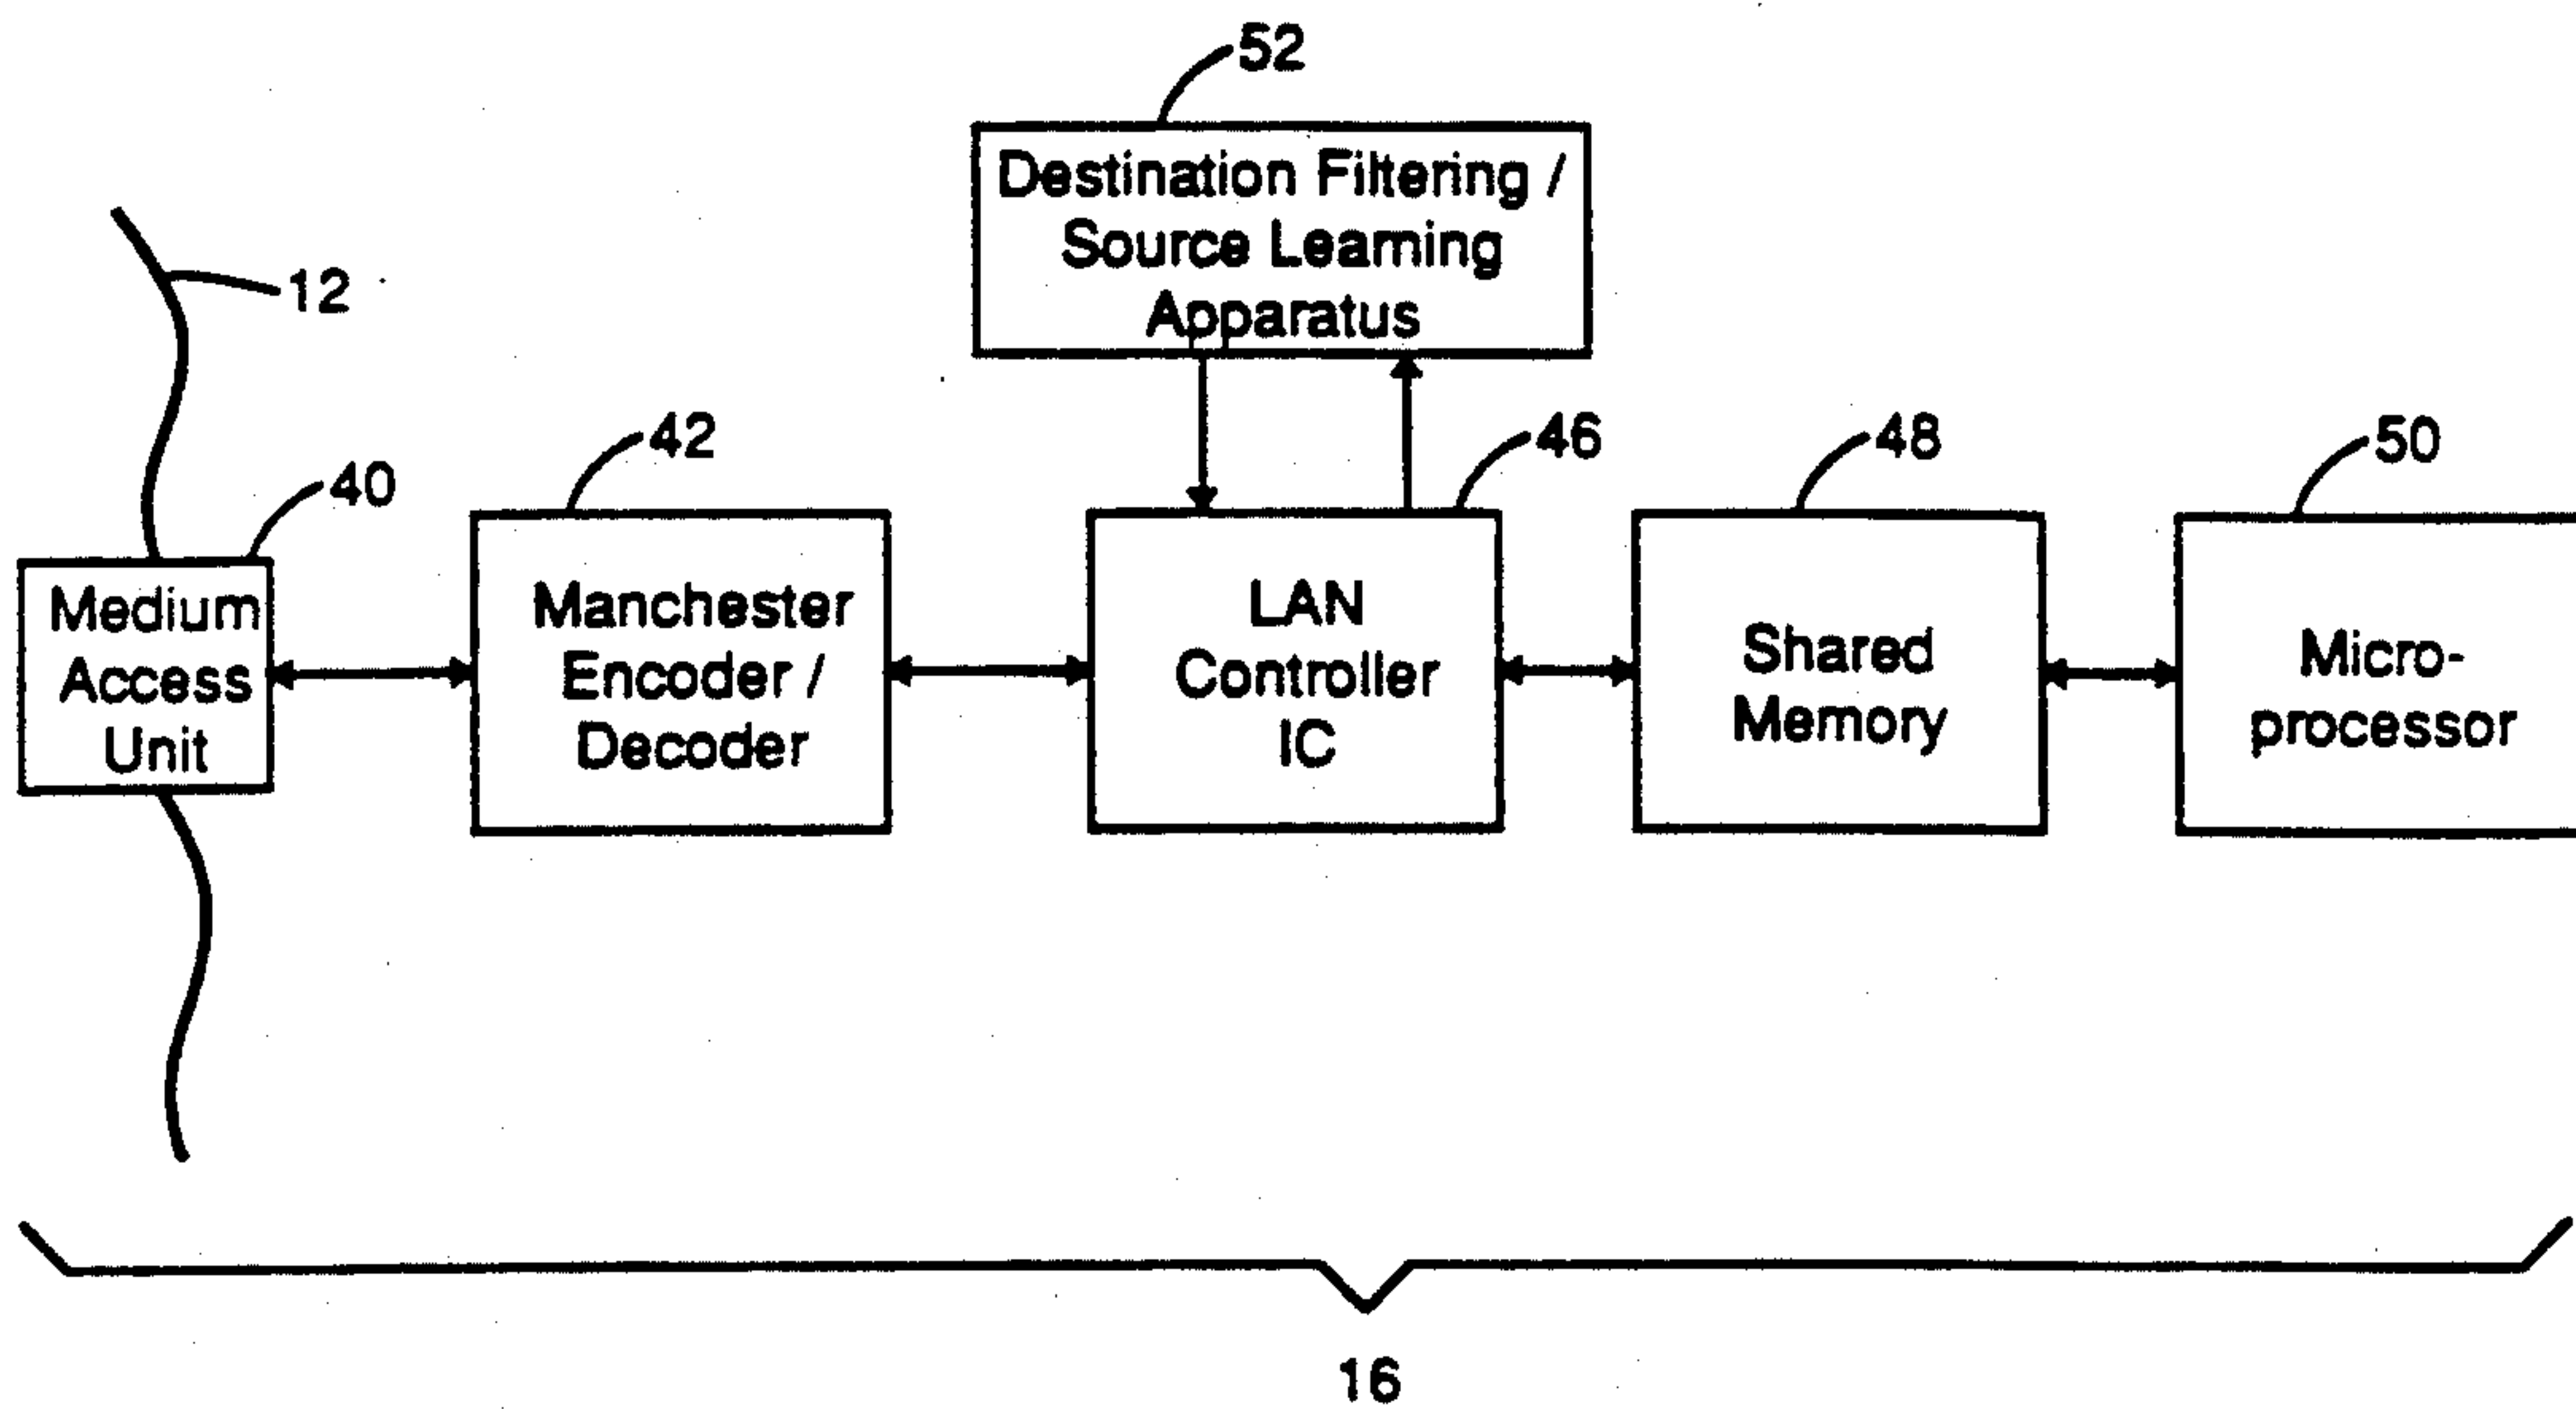 52
Destination Filtering /
Source Learning
Apparatus
12
40
42
46
48
50
Medium
Access
Unit
Manchester
Encoder /
Decoder
LAN
Controller
IC
Shared
Memory
Micro-
processor
16